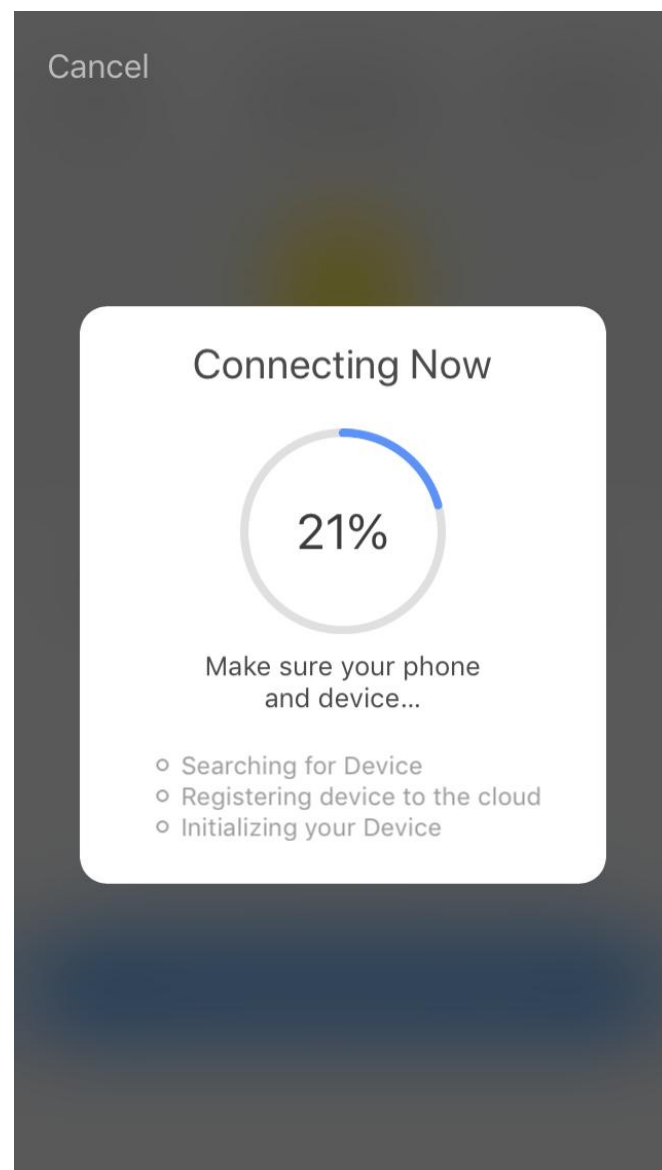 Cancel
Connecting Now
21%
Make sure your phone
and device...
Searching for Device
Registering device to the cloud
Initializing your Device